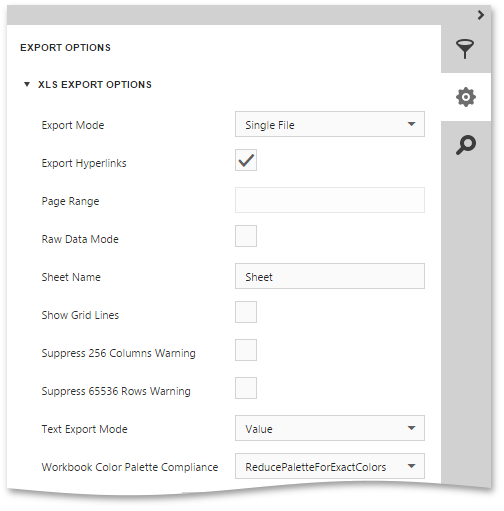 EXPORT OPTIONS
XLS EXPORT OPTIONS
Export Mode Single File
Export Hyperlinks
Page Range
Raw Data Mode
Sheet Name Sheet
Show Grid Lines
Suppress 256 Columns Warning
Suppress 65536 Rows Warning
Text Export Mode Value
Workbook Color Palette Compliance ReducePaletteForExactColors